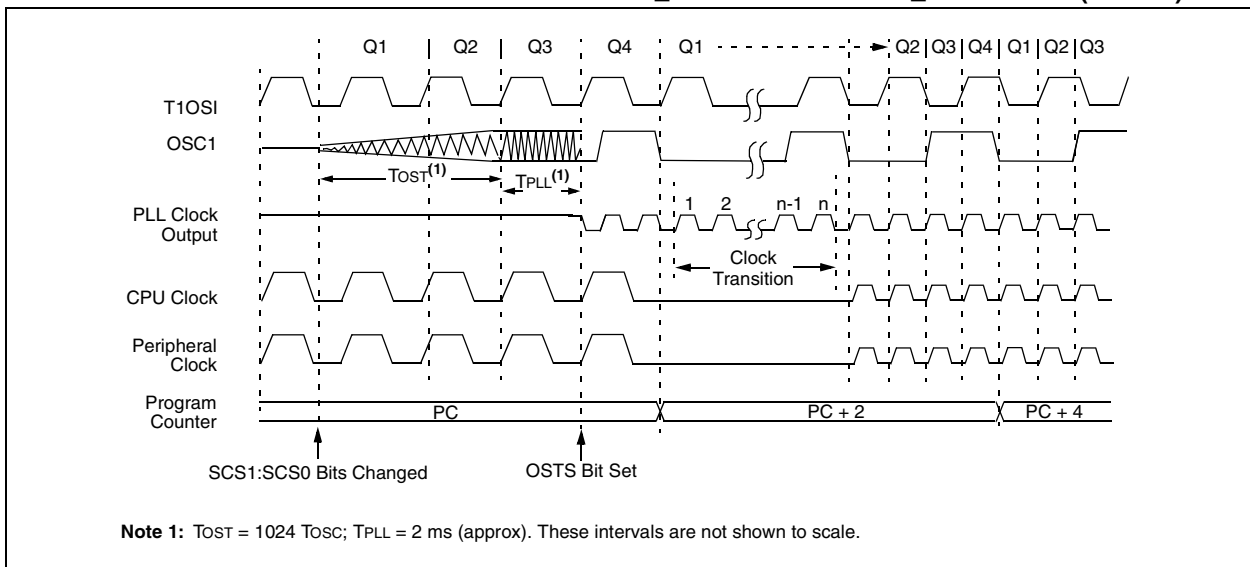 Q1 Q2 Q3 Q4 Q1 Q2 Q3 Q4 Q1 Q2 Q3
T1OSI
OSC1
TOST(1)
TPLL(1)
PLL Clock
Output
1 2 n-1 n
Clock
Transition
CPU Clock
Peripheral
Clock
Program
Counter
PC PC + 2 PC + 4
SCS1:SCS0 Bits Changed
OSTS Bit Set
Note 1: TOST = 1024 TOSC; TPLL = 2 ms (approx). These intervals are not shown to scale.